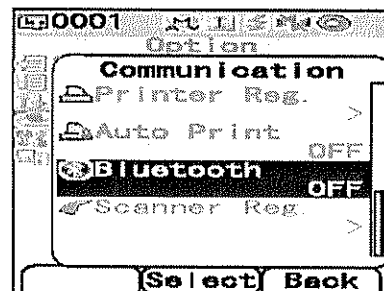 0001
Option
Communication
Printer Reg.
>
Auto Print
OFF
Bluetooth
OFF
Scanner Reg.
>
Select Back